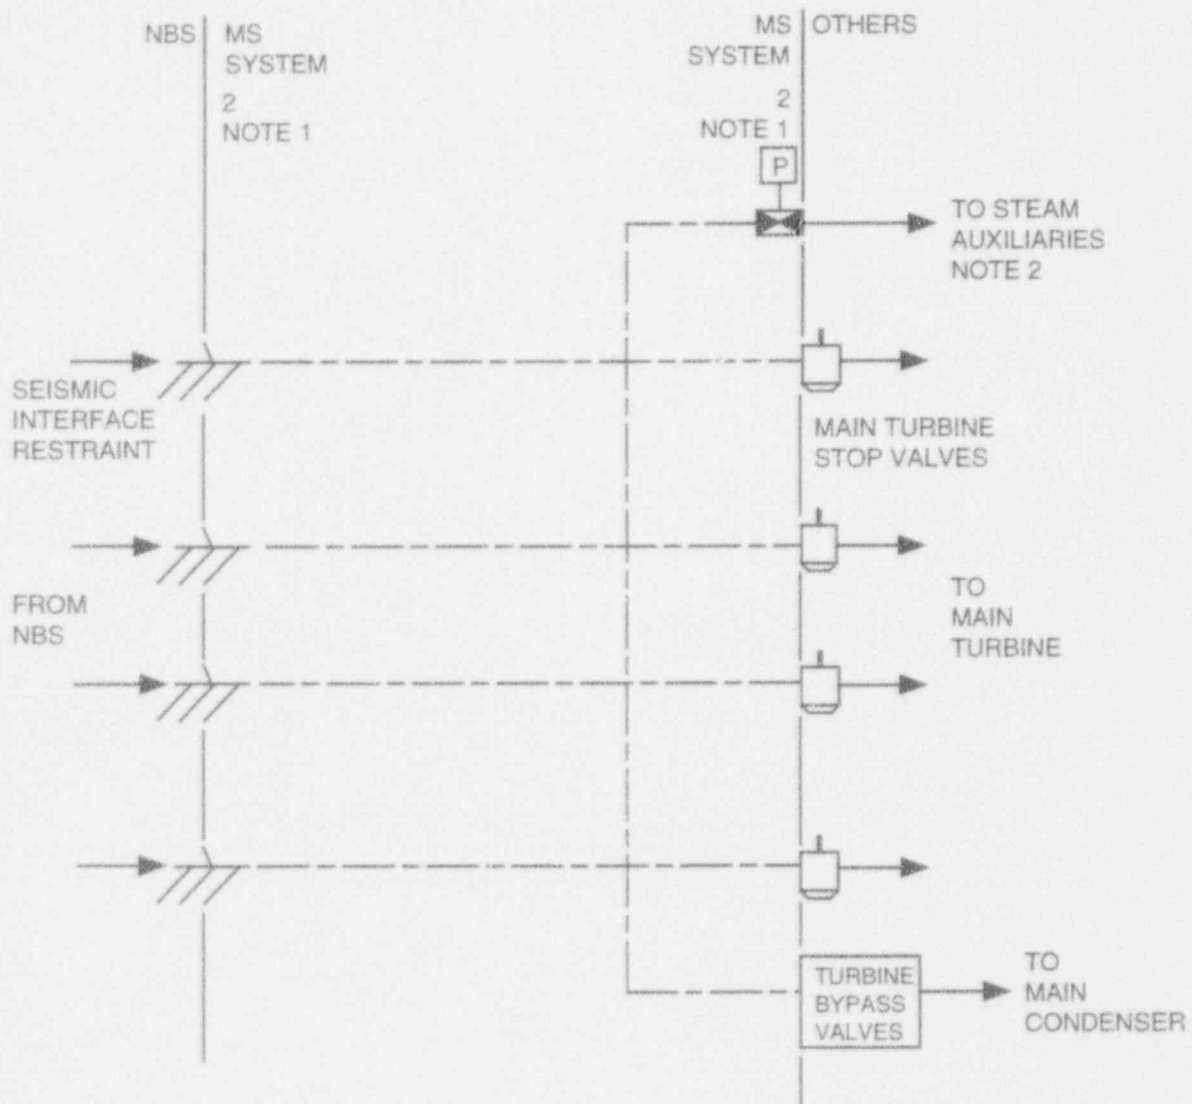 NBS
MS
SYSTEM
2
NOTE 1
MS
SYSTEM
2
NOTE 1
OTHERS
P
TO STEAM
AUXILIARIES
NOTE 2
SEISMIC
INTERFACE
RESTRAINT
MAIN TURBINE
STOP VALVES
FROM
NBS
TO
MAIN
TURBINE
TURBINE
BYPASS
VALVES
TO
MAIN
CONDENSER